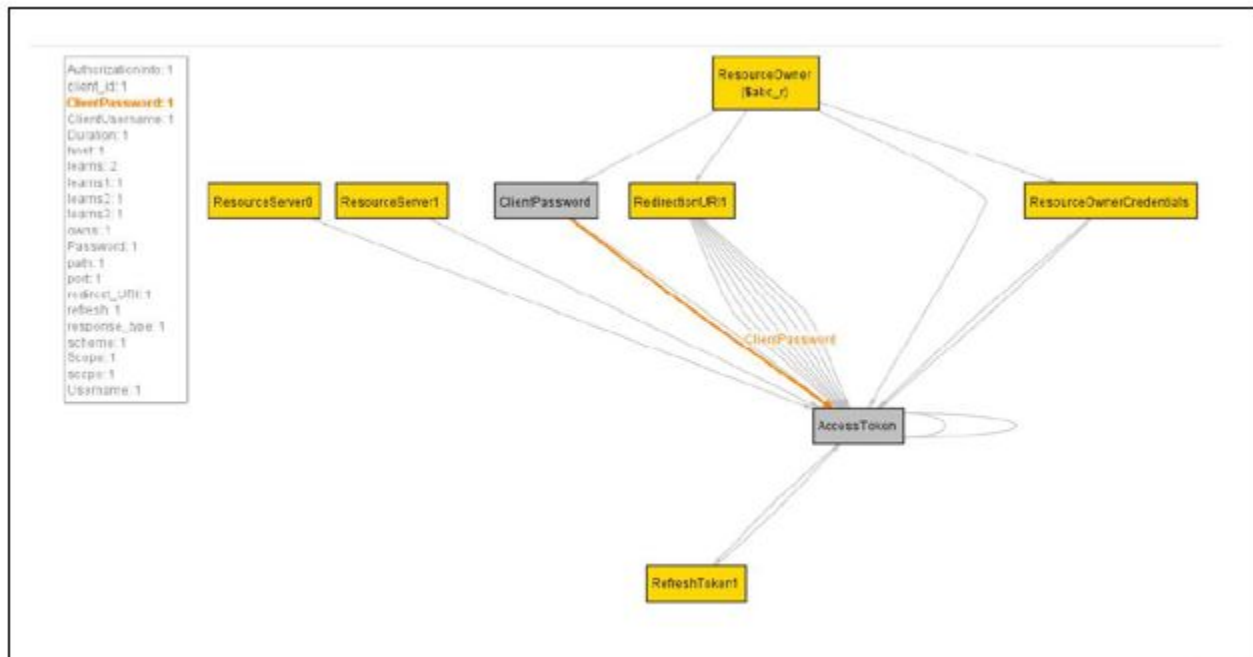 AuthorizationInfo: 1
client_id: 1
ClientPassword: 1
ClientUsername: 1
Duration: 1
host: 1
learns: 2
learns1: 1
learns2: 1
learns3: 1
owns: 1
Password: 1
path: 1
port: 1
redirect_URI: 1
refresh: 1
response_type: 1
scheme: 1
Scope: 1
scope: 1
Username: 1
ResourceOwner
($abc_r)
ResourceServer0
ResourceServer1
ClientPassword
RedirectionURI1
ResourceOwnerCredentials
ClientPassword
AccessToken
RefreshToken1